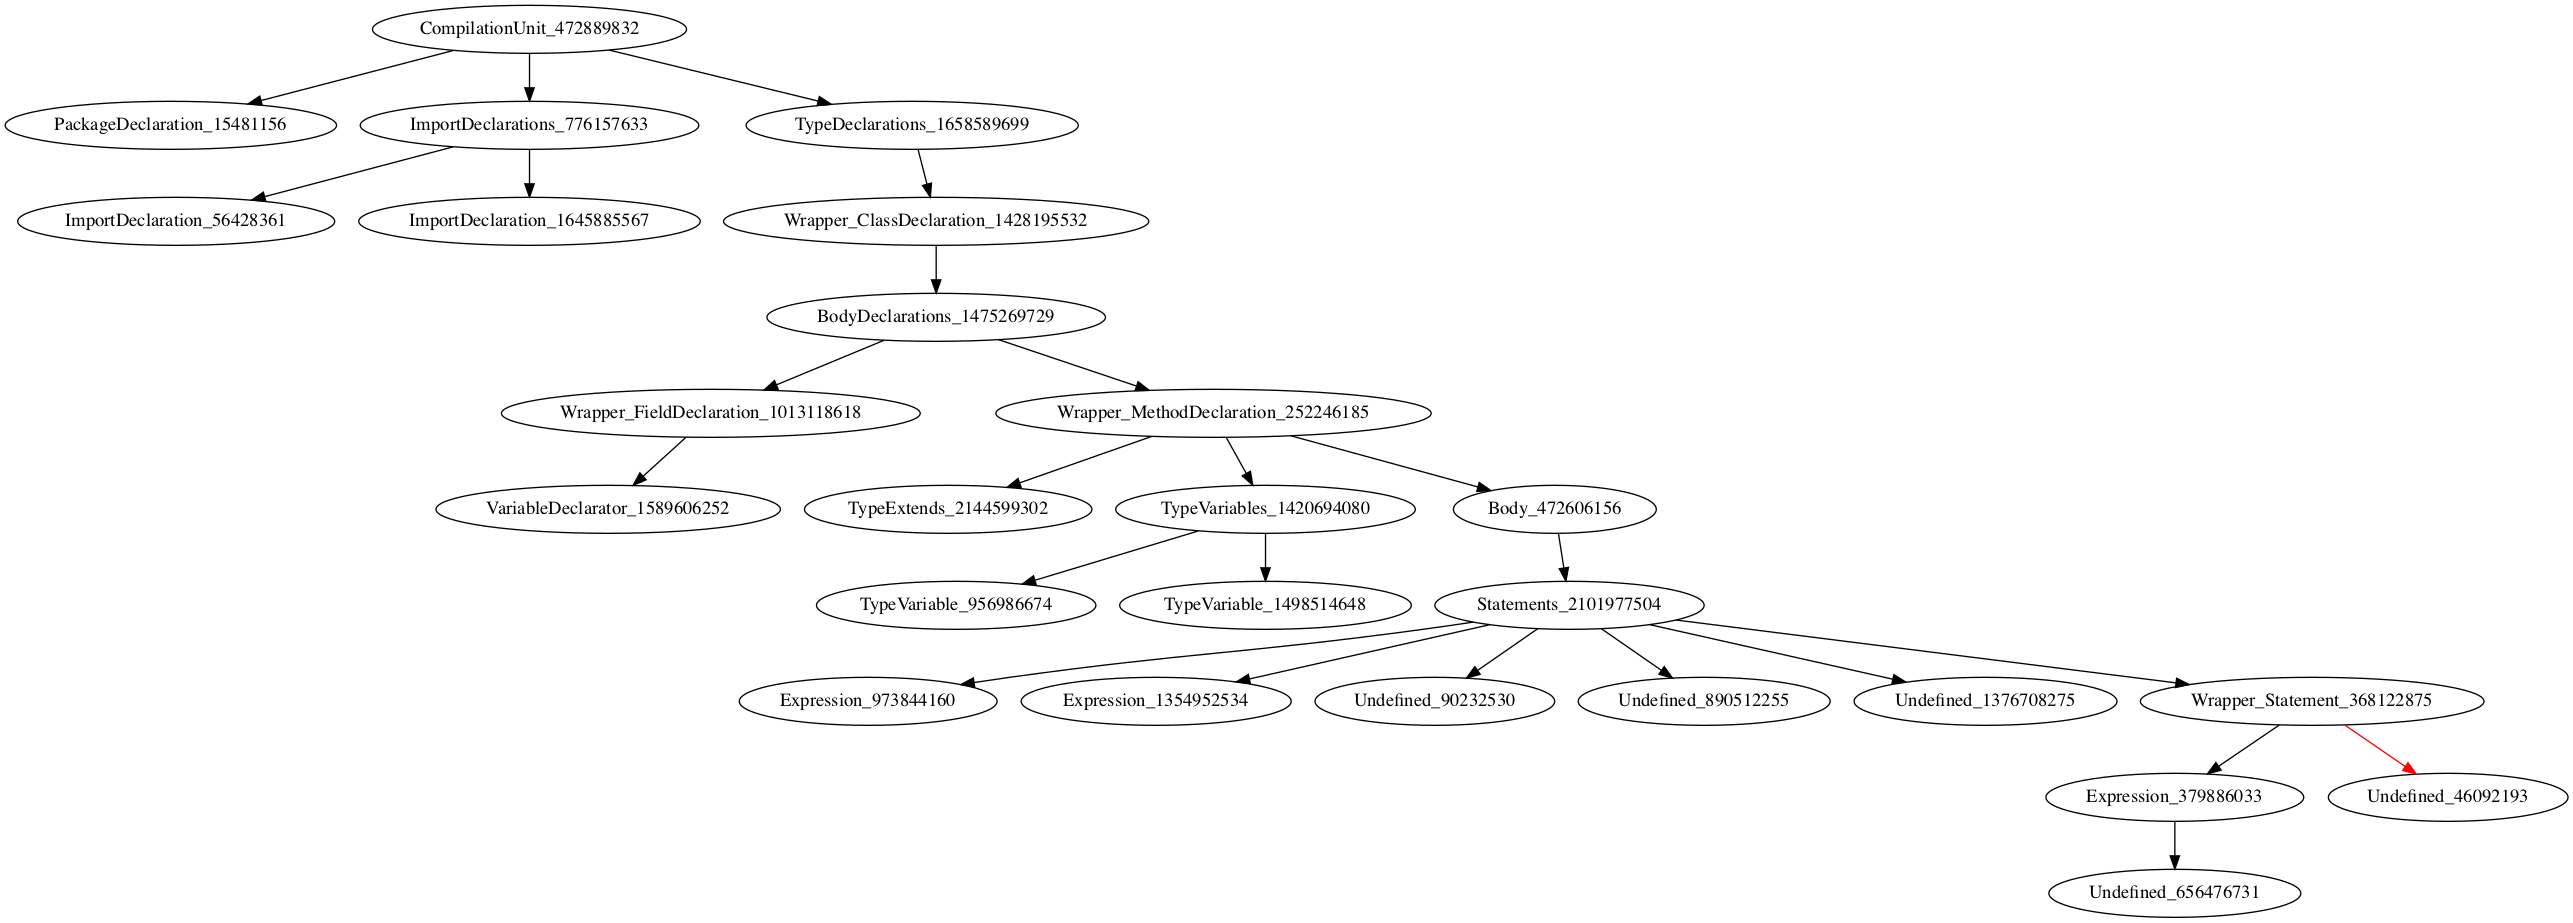 CompilationUnit_472889832
PackageDeclaration_15481156
ImportDeclarations_776157633
TypeDeclarations_1658589699
ImportDeclaration_56428361
ImportDeclaration_1645885567
Wrapper_ClassDeclaration_1428195532
BodyDeclarations_1475269729
Wrapper_FieldDeclaration_1013118618
Wrapper_MethodDeclaration_252246185
VariableDeclarator_1589606252
TypeExtends_2144599302
TypeVariables_1420694080
Body_472606156
TypeVariable_956986674
TypeVariable_1498514648
Statements_2101977504
Expression_973844160
Expression_1354952534
Undefined_90232530
Undefined_890512255
Undefined_1376708275
Wrapper_Statement_368122875
Expression_379886033
Undefined_46092193
Undefined_656476731